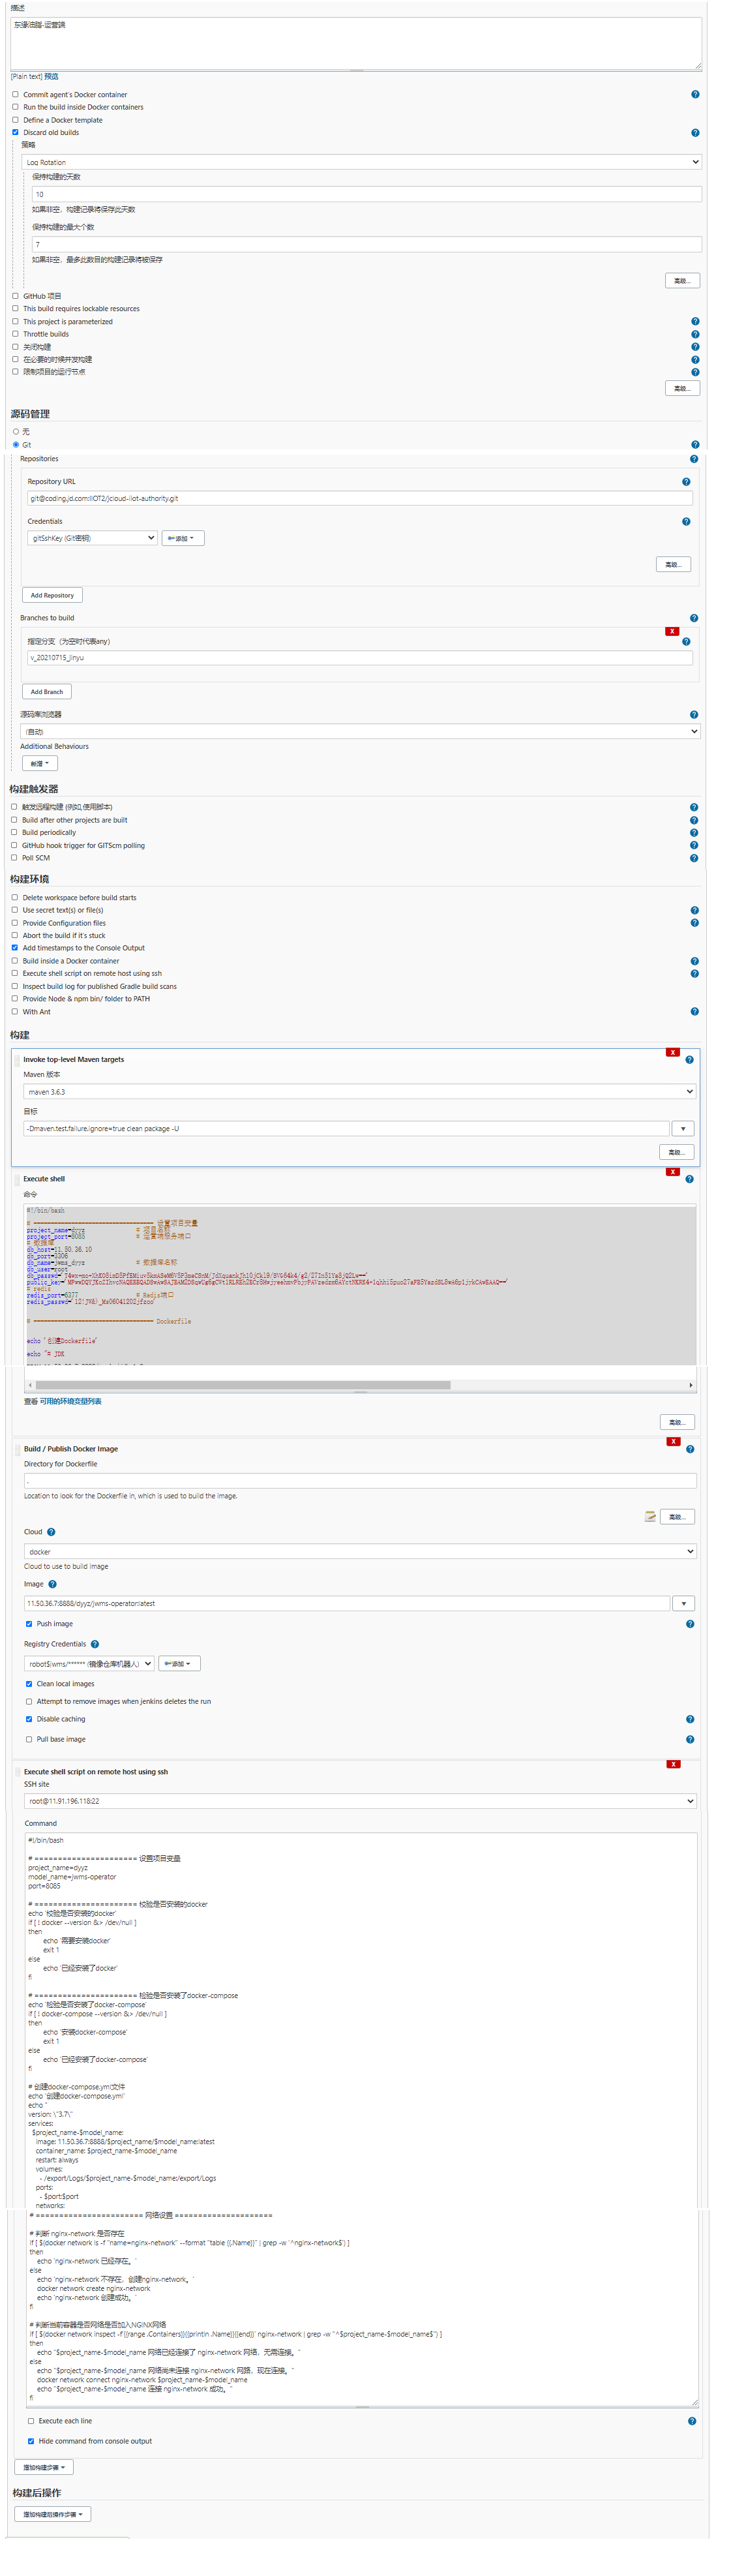 描述
东壕油脂-运营端
[Plain text] 预览
Commit agent's Docker container
Run the build inside Docker containers
Define a Docker template
Discard old builds
策略
Log Rotation
保持构建的天数
10
如果非空，构建记录将保存此天数
保持构建的最大个数
7
如果非空，最多此数目的构建记录将被保存
高级...
GitHub 项目
This build requires lockable resources
This project is parameterized
Throttle builds
关闭构建
在必要的时候并发构建
限制项目的运行节点
高级...
源码管理
无
Git
Repositories
Repository URL
git@coding.jd.com:IIOT2/jcloud-iiot-authority.git
Credentials
gitSshKey (Git密钥)
添加
高级...
Add Repository
Branches to build
X
指定分支（为空时代表any）
v_20210715_jinyu
Add Branch
源码库浏览器
(自动)
Additional Behaviours
新增
构建触发器
触发远程构建 (例如,使用脚本)
Build after other projects are built
Build periodically
GitHub hook trigger for GITScm polling
Poll SCM
构建环境
Delete workspace before build starts
Use secret text(s) or file(s)
Provide Configuration files
Abort the build if it's stuck
Add timestamps to the Console Output
Build inside a Docker container
Execute shell script on remote host using ssh
Inspect build log for published Gradle build scans
Provide Node & npm bin/ folder to PATH
With Ant
构建
X
Invoke top-level Maven targets
Maven 版本
maven 3.6.3
目标
-Dmaven.test.failure.ignore=true clean package -U
高级...
X
Execute shell
命令
#!/bin/bash
# =================================== 设置项目变量
project_name=dyyz # 项目名称
project_port=8085 # 运营端服务端口
# 数据库
db_host=11.50.36.10
db_port=3306
db_name=jwms_dyyz # 数据库名称
db_user=root
# redis
redis_port=6377 # Redis端口
# =================================== Dockerfile
echo "创建Dockerfile"
echo "# JDK
查看 可用的环境变量列表
高级...
X
Build / Publish Docker Image
Directory for Dockerfile
.
Location to look for the Dockerfile in, which is used to build the image.
高级...
Cloud
docker
Cloud to use to build image
Image
11.50.36.7:8888/dyyz/jwms-operator:latest
Push image
Registry Credentials
robot$jwms/****** (镜像仓库机器人)
添加
Clean local images
Attempt to remove images when jenkins deletes the run
Disable caching
Pull base image
X
Execute shell script on remote host using ssh
SSH site
root@11.91.196.118:22
Command
#!/bin/bash
# ====================== 设置项目变量
project_name=dyyz
model_name=jwms-operator
port=8085
# ====================== 校验是否安装的docker
echo '校验是否安装的docker'
if [ ! docker --version &> /dev/null ]
then
echo '需要安装docker'
exit 1
else
echo '已经安装了docker'
fi
# ====================== 检验是否安装了docker-compose
echo '检验是否安装了docker-compose'
if [ ! docker-compose --version &> /dev/null ]
then
echo '安装docker-compose'
exit 1
else
echo '已经安装了docker-compose'
fi
# 创建docker-compose.yml文件
echo '创建docker-compose.yml'
echo "
version: \"3.7\"
services:
$project_name-$model_name:
image: 11.50.36.7:8888/$project_name/$model_name:latest
container_name: $project_name-$model_name
restart: always
volumes:
- /export/Logs/$project_name-$model_name:/export/Logs
ports:
- $port:$port
networks:
# ======================= 网络设置 =====================
# 判断 nginx-network 是否存在
if [ $(docker network ls -f "name=nginx-network" --format "table {{.Name}}" | grep -w '^nginx-network$') ]
then
echo 'nginx-network 已经存在。'
else
echo 'nginx-network 不存在，创建nginx-network。'
docker network create nginx-network
echo 'nginx-network 创建成功。'
fi
# 判断当前容器是否网络是否加入NGINX网络
if [ $(docker network inspect -f'{{range .Containers}}{{println .Name}}{{end}}' nginx-network | grep -w "^$project_name-$model_name$") ]
then
echo "$project_name-$model_name 网络已经连接了 nginx-network 网络，无需连接。"
else
echo "$project_name-$model_name 网络尚未连接 nginx-network 网路，现在连接。"
docker network connect nginx-network $project_name-$model_name
echo "$project_name-$model_name 连接 nginx-network 成功。"
fi
Execute each line
Hide command from console output
增加构建步骤
构建后操作
增加构建后操作步骤